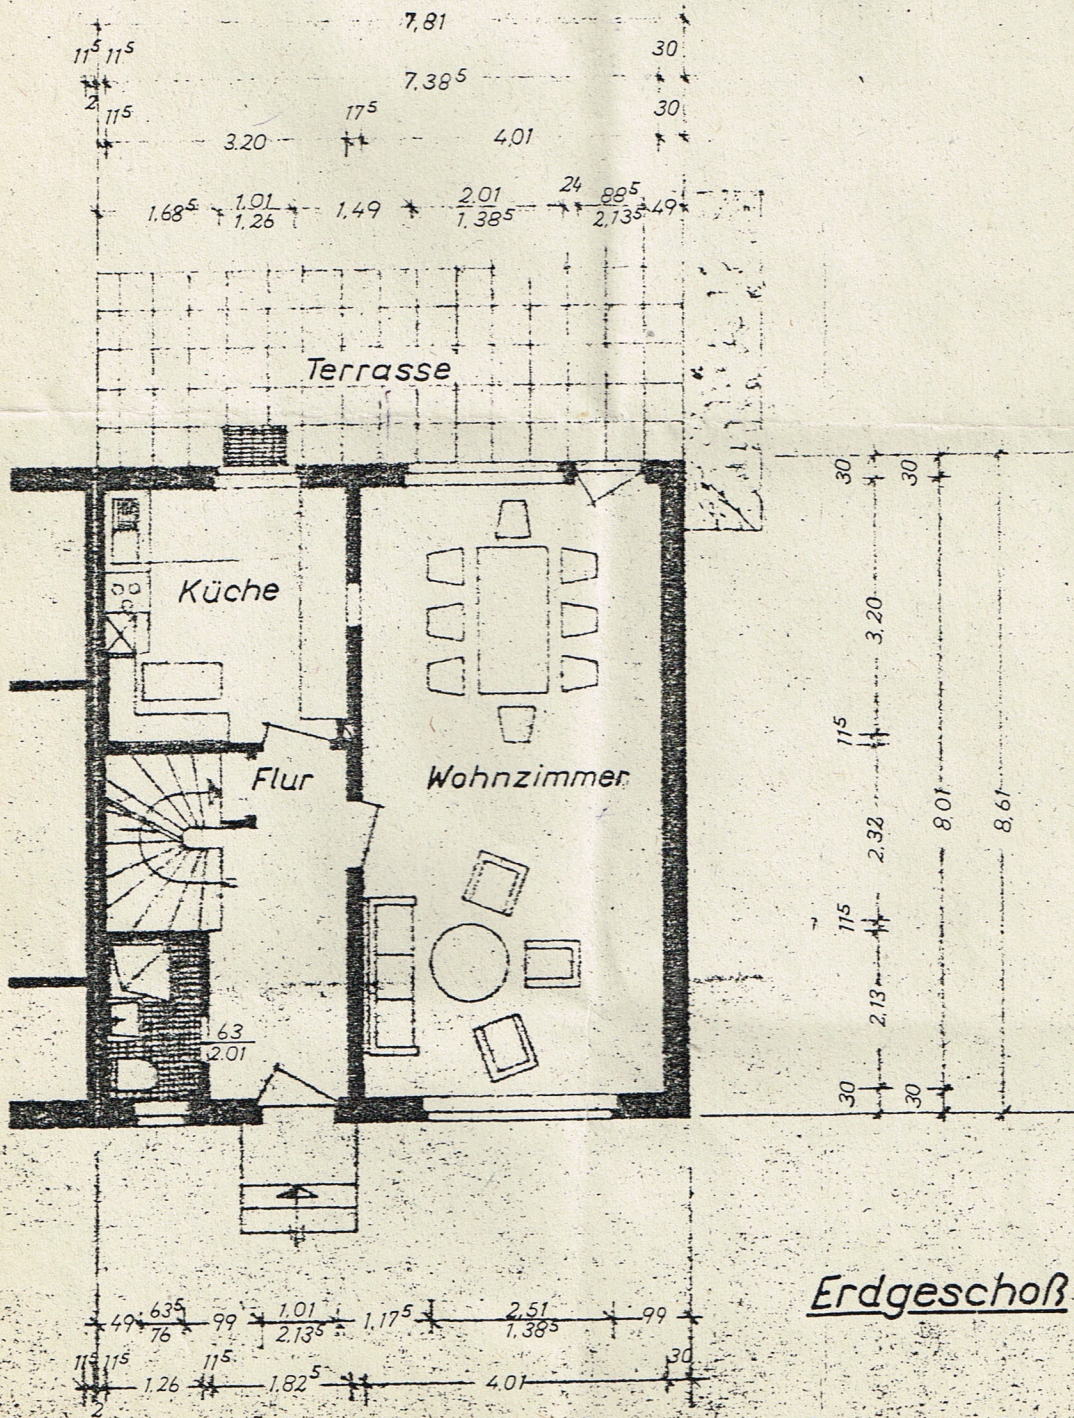 7,81
11⁵ 11⁵ 30
7.38⁵
2
11⁵ 17⁵ 30
3.20 4,01
24
1,68⁵ 1.01 1,49 2.01 88⁵ 49
1.26 1.38⁵ 2,13⁵
Terrasse
30 30
Küche
3,20
11⁵
Flur Wohnzimmer
2,32 8,01 8,61
11⁵
2,13
63
2.01
30 30
Erdgeschoß
49 63⁵ 99 1.01 1.17⁵ 2,51 99
76 2.13⁵ 1.38⁵
11⁵ 11⁵ 11⁵ 30
1.26 1.82⁵ 4.01
2